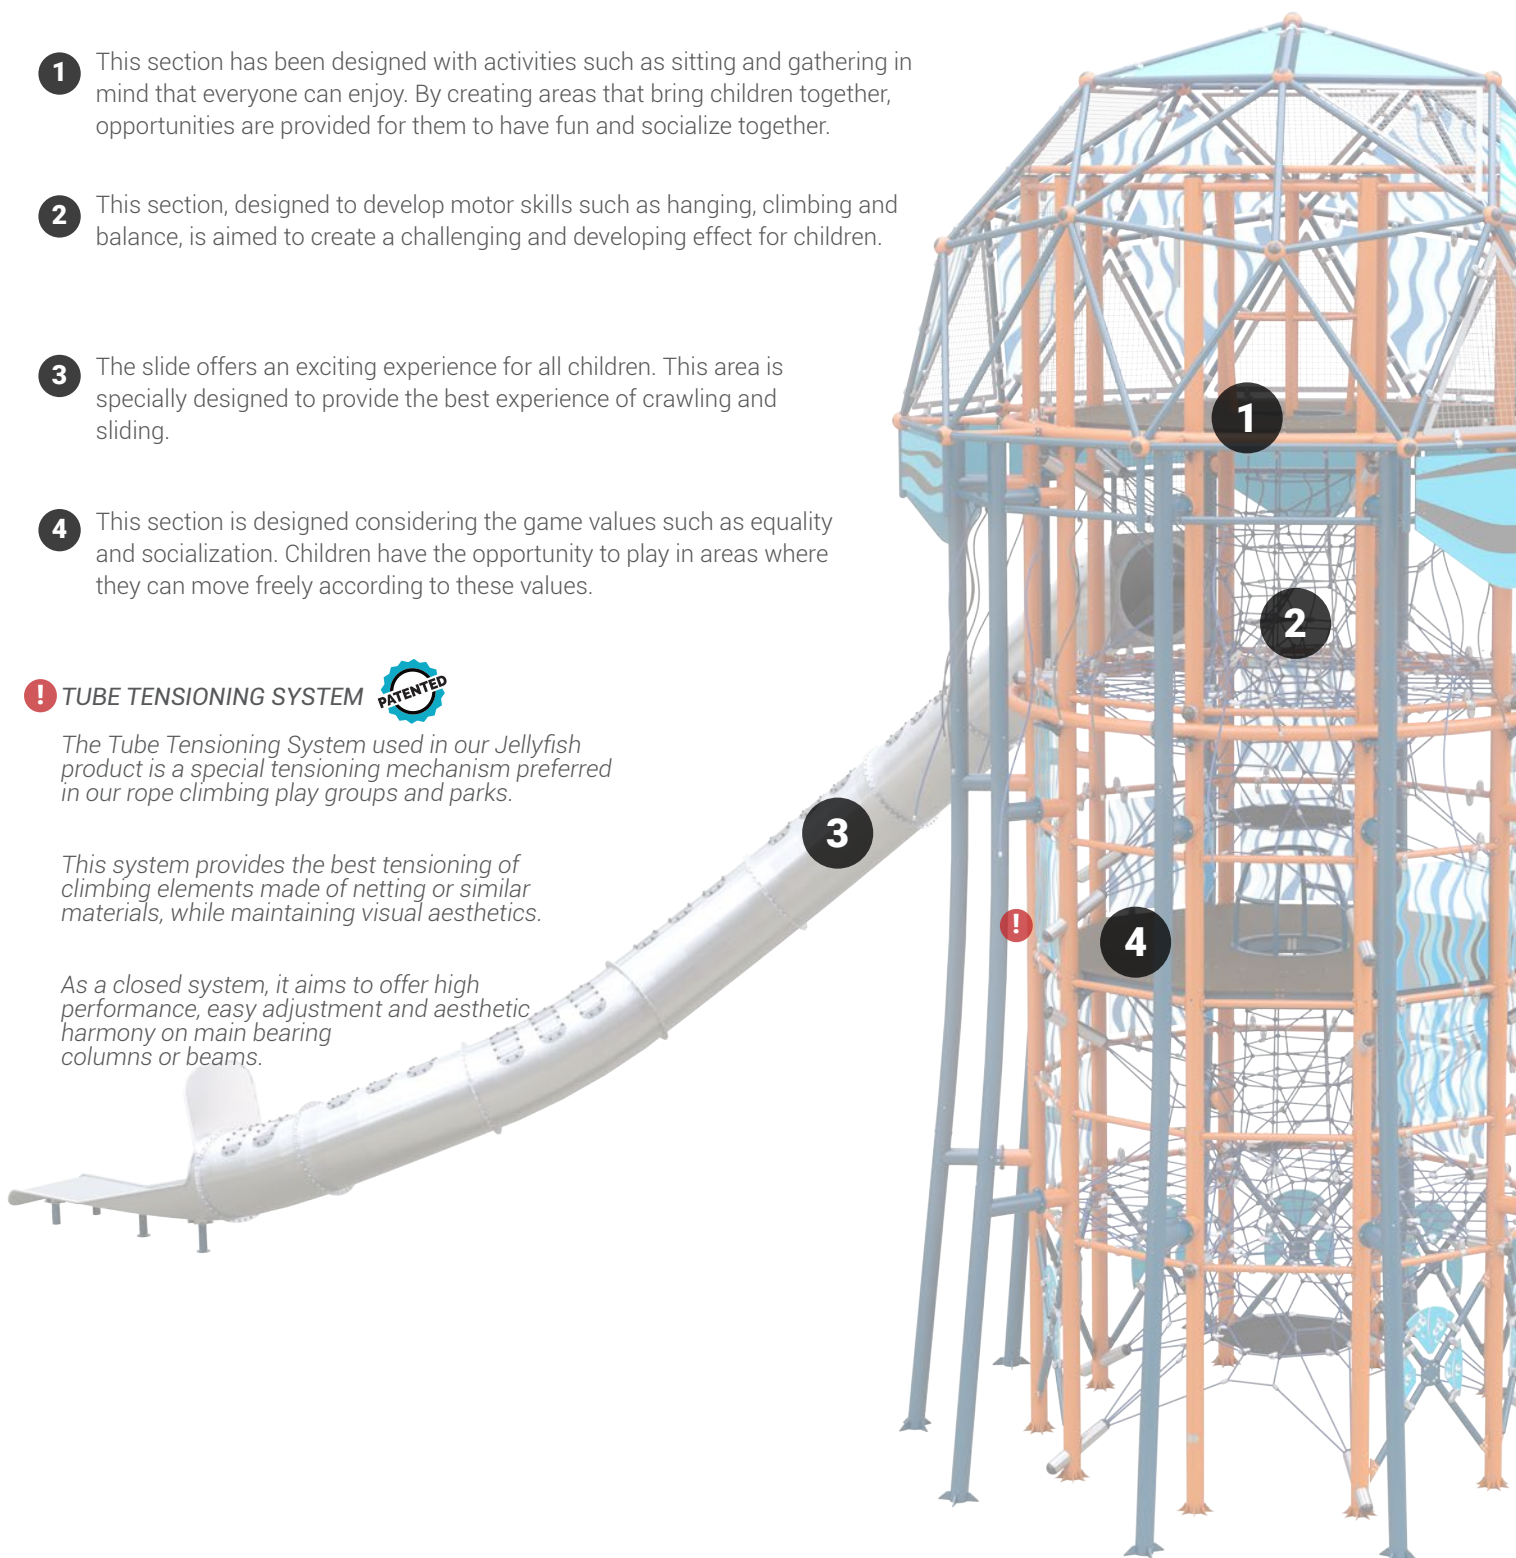 1 This section has been designed with activities such as sitting and gathering in
mind that everyone can enjoy. By creating areas that bring children together,
opportunities are provided for them to have fun and socialize together.
2 This section, designed to develop motor skills such as hanging, climbing and
balance, is aimed to create a challenging and developing effect for children.
3 The slide offers an exciting experience for all children. This area is
specially designed to provide the best experience of crawling and
sliding.
4 This section is designed considering the game values such as equality
and socialization. Children have the opportunity to play in areas where
they can move freely according to these values.
! TUBE TENSIONING SYSTEM PATENTED
The Tube Tensioning System used in our Jellyfish
product is a special tensioning mechanism preferred
in our rope climbing play groups and parks.
This system provides the best tensioning of
climbing elements made of netting or similar
materials, while maintaining visual aesthetics.
As a closed system, it aims to offer high
performance, easy adjustment and aesthetic
harmony on main bearing
columns or beams.
1
2
3
!
4